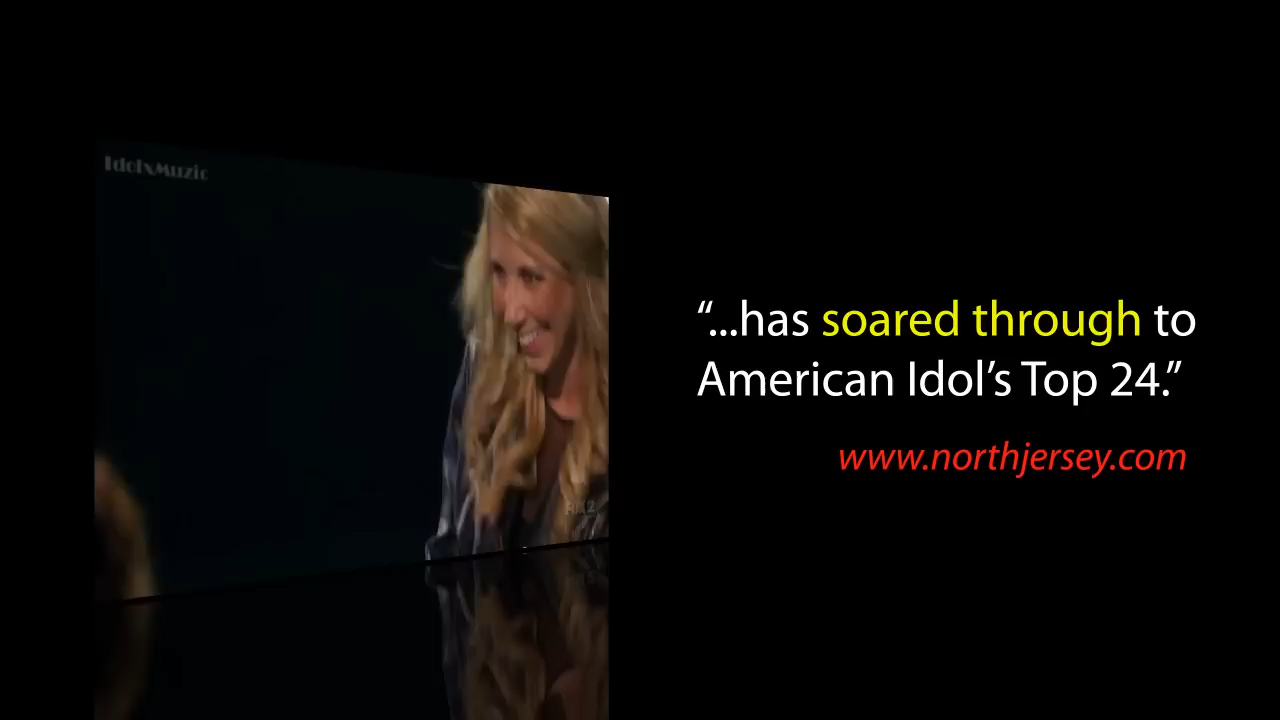 IdolxMuzic
“...has soared through to
American Idol’s Top 24.”
www.northjersey.com